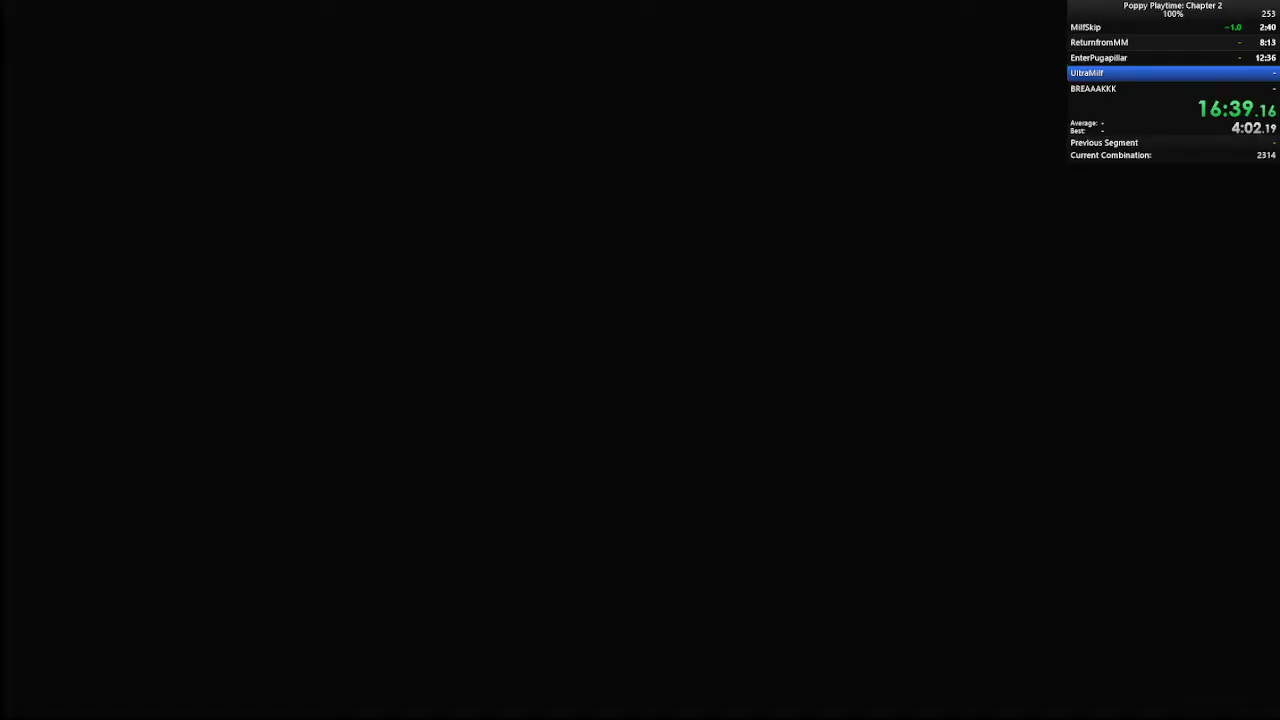 Poppy Playtime: Chapter 2
100% 253
MilfSkip −1.0 2:40
ReturnfromMM - 8:13
EnterPugapillar - 12:36
UltraMilf -
BREAAAKKK -
16:39.16
Average: - 4:02.19
Best: -
Previous Segment -
Current Combination: 2314